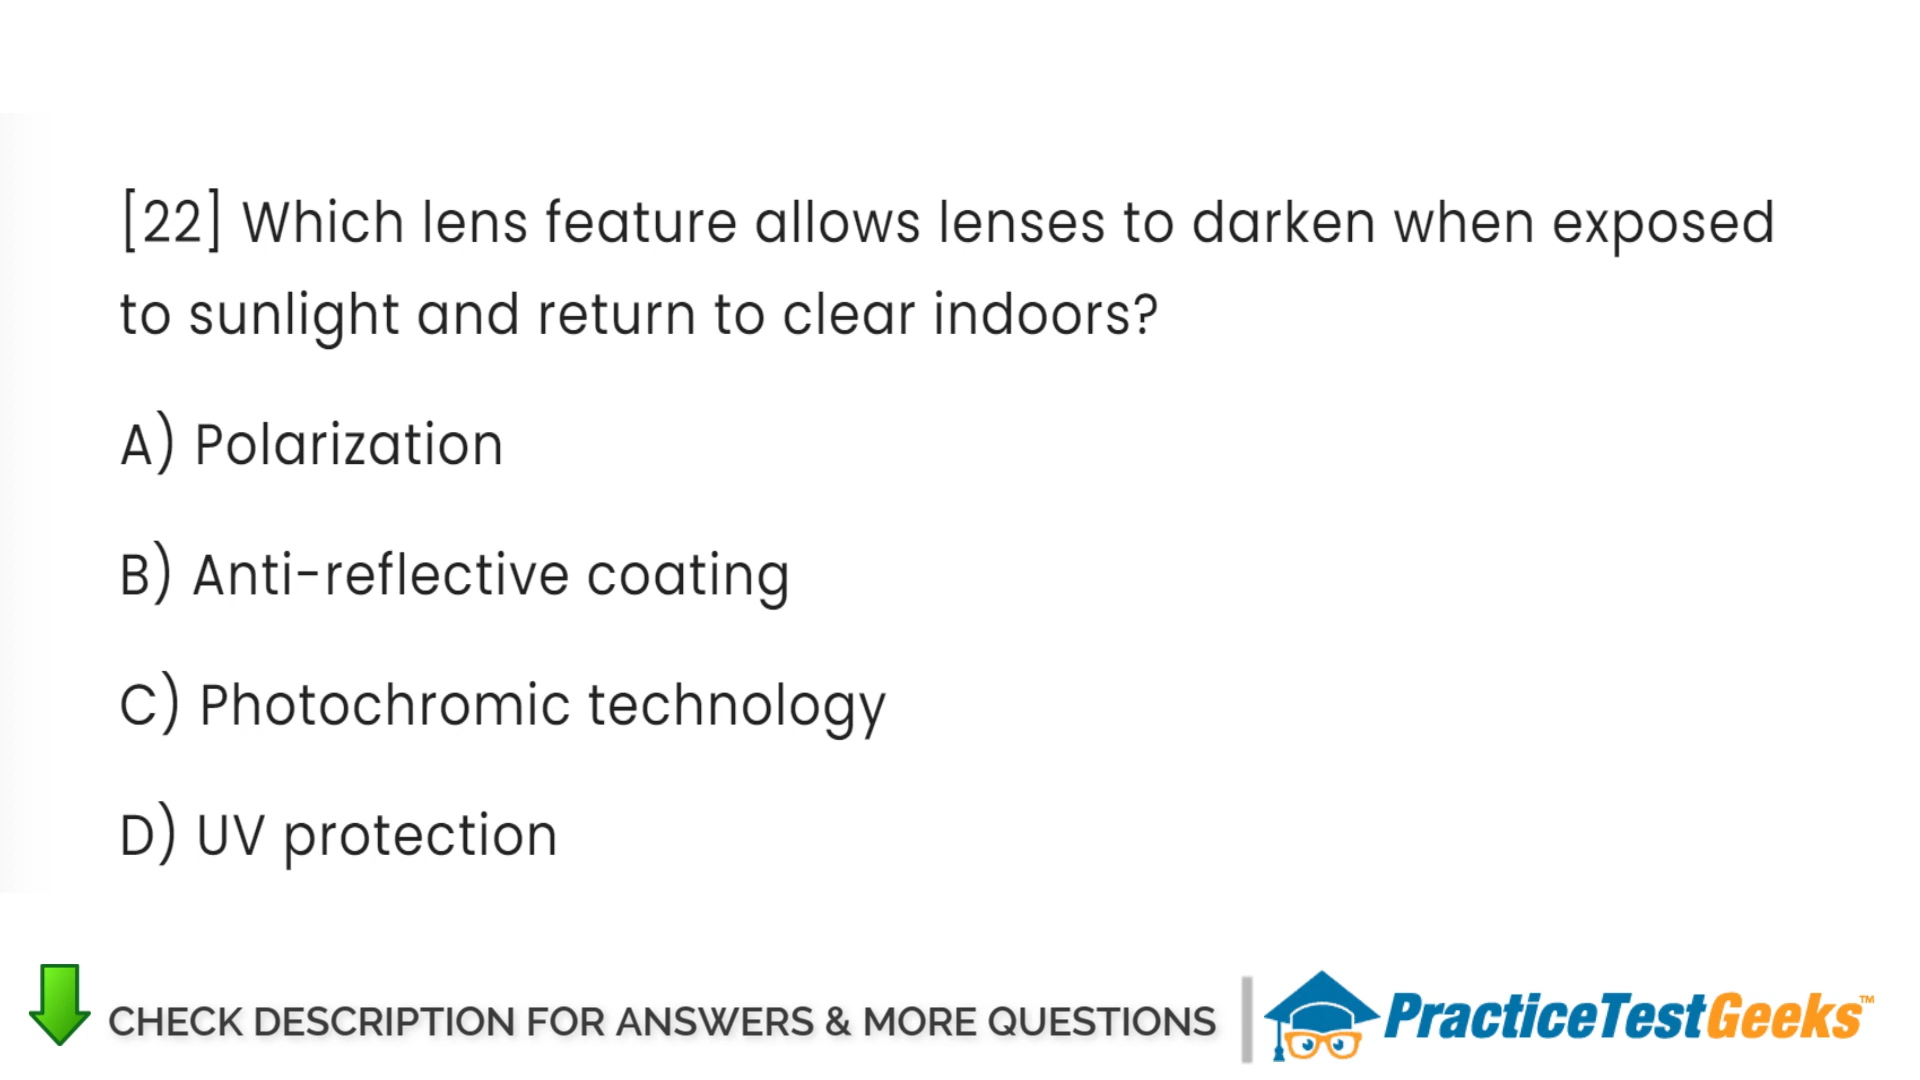 [22] Which lens feature allows lenses to darken when exposed
to sunlight and return to clear indoors?
A) Polarization
B) Anti-reflective coating
C) Photochromic technology
D) UV protection
CHECK DESCRIPTION FOR ANSWERS & MORE QUESTIONS
PracticeTestGeeks™